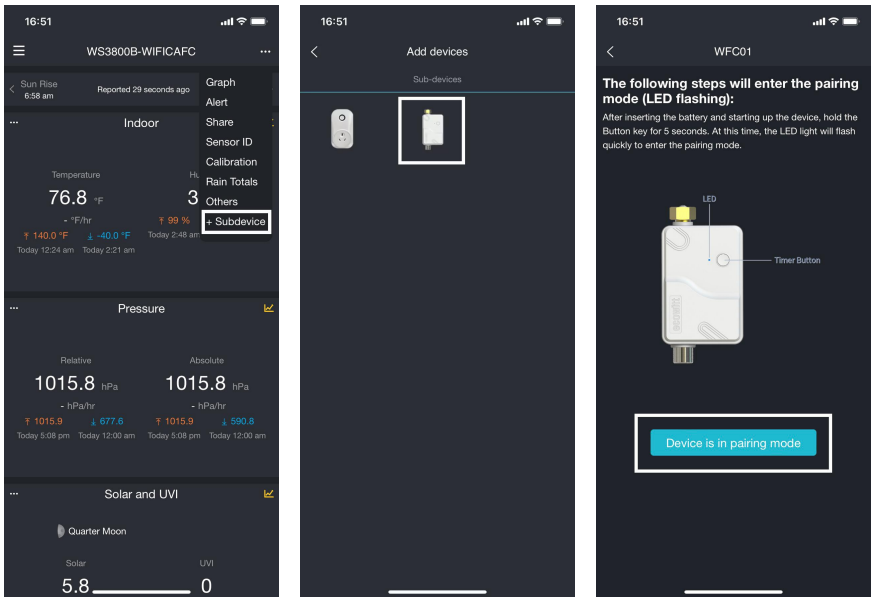 16:51
WS3800B-WIFICAFC
Sun Rise
6:58 am
Reported 29 seconds ago
Graph
Alert
Share
Sensor ID
Calibration
Rain Totals
Others
+ Subdevice
Indoor
Temperature
76.8 °F
- °F/hr
140.0 °F -40.0 °F
Today 12:24 am Today 2:21 am
Hu
3
99 %
Today 2:48 am
Pressure
Relative Absolute
1015.8 hPa 1015.8 hPa
- hPa/hr - hPa/hr
1015.9 677.6 1015.9 590.8
Today 5:08 pm Today 12:00 am Today 5:08 pm Today 12:00 am
Solar and UVI
Quarter Moon
Solar UVI
5.8 0
16:51
Add devices
Sub-devices
16:51
WFC01
The following steps will enter the pairing
mode (LED flashing):
After inserting the battery and starting up the device, hold the
Button key for 5 seconds. At this time, the LED light will flash
quickly to enter the pairing mode.
LED
Timer Button
ecowitt
Device is in pairing mode